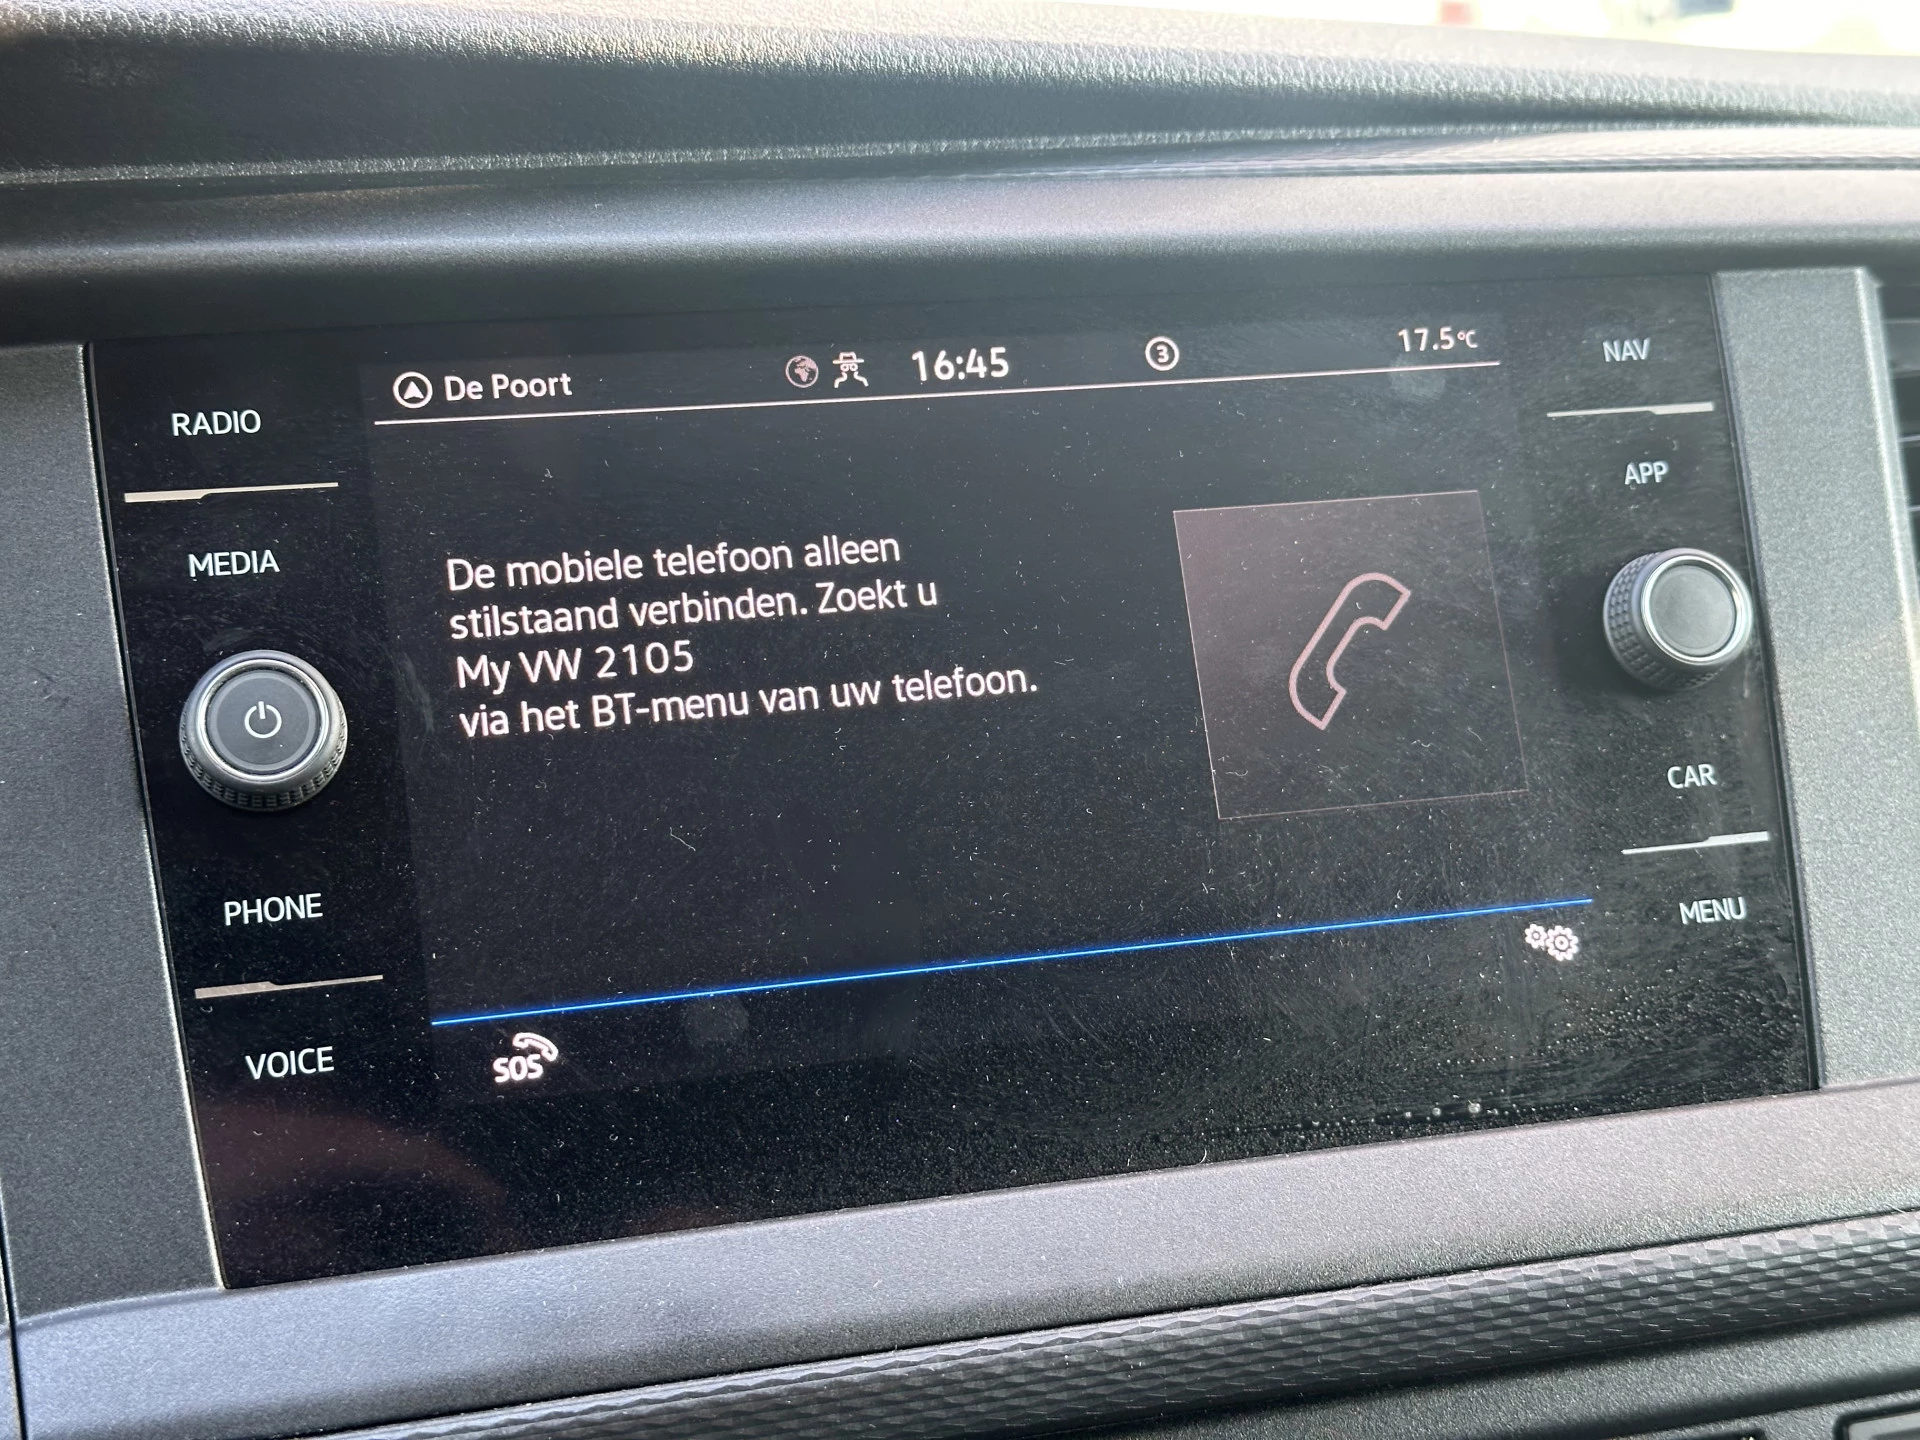 De Poort
16:45
3
17.5°C
RADIO
MEDIA
PHONE
VOICE
De mobiele telefoon alleen
stilstaand verbinden. Zoekt u
My VW 2105
via het BT-menu van uw telefoon.
SOS
NAV
APP
CAR
MENU